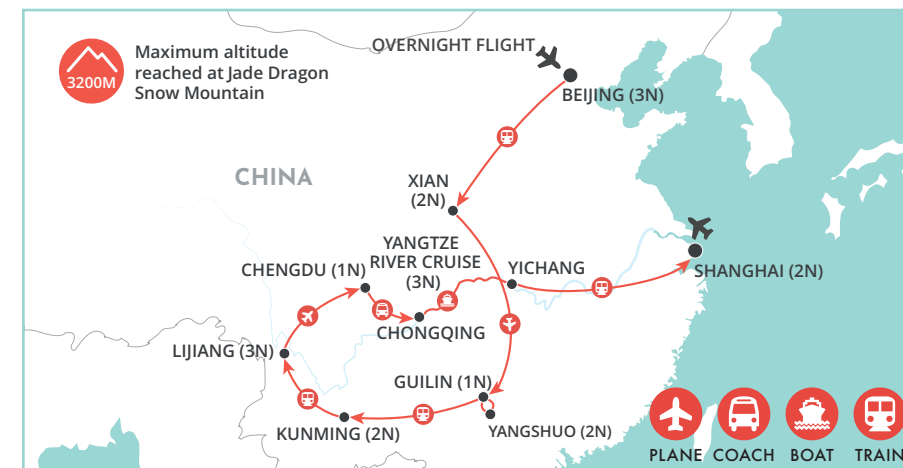 Maximum altitude
reached at Jade Dragon
Snow Mountain
3200M
OVERNIGHT FLIGHT
BEIJING (3N)
CHINA
XIAN
(2N)
YANGTZE
RIVER CRUISE
(3N)
CHENGDU (1N)
YICHANG
SHANGHAI (2N)
CHONGQING
LIJIANG (3N)
GUILIN (1N)
KUNMING (2N)
YANGSHUO (2N)
PLANE COACH BOAT TRAIN